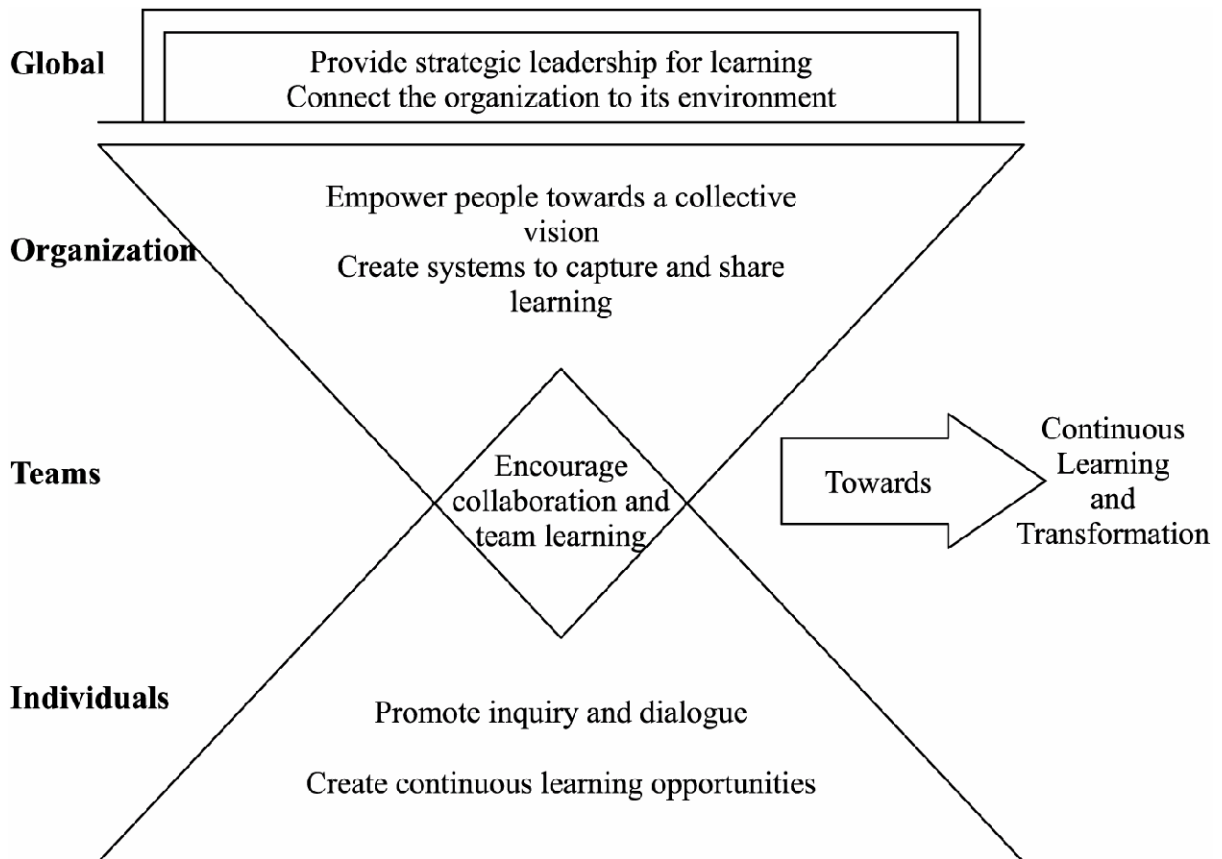 Global
Provide strategic leadership for learning
Connect the organization to its environment
Organization
Empower people towards a collective
vision
Create systems to capture and share
learning
Teams
Encourage
collaboration and
team learning
Towards
Continuous
Learning
and
Transformation
Individuals
Promote inquiry and dialogue
Create continuous learning opportunities